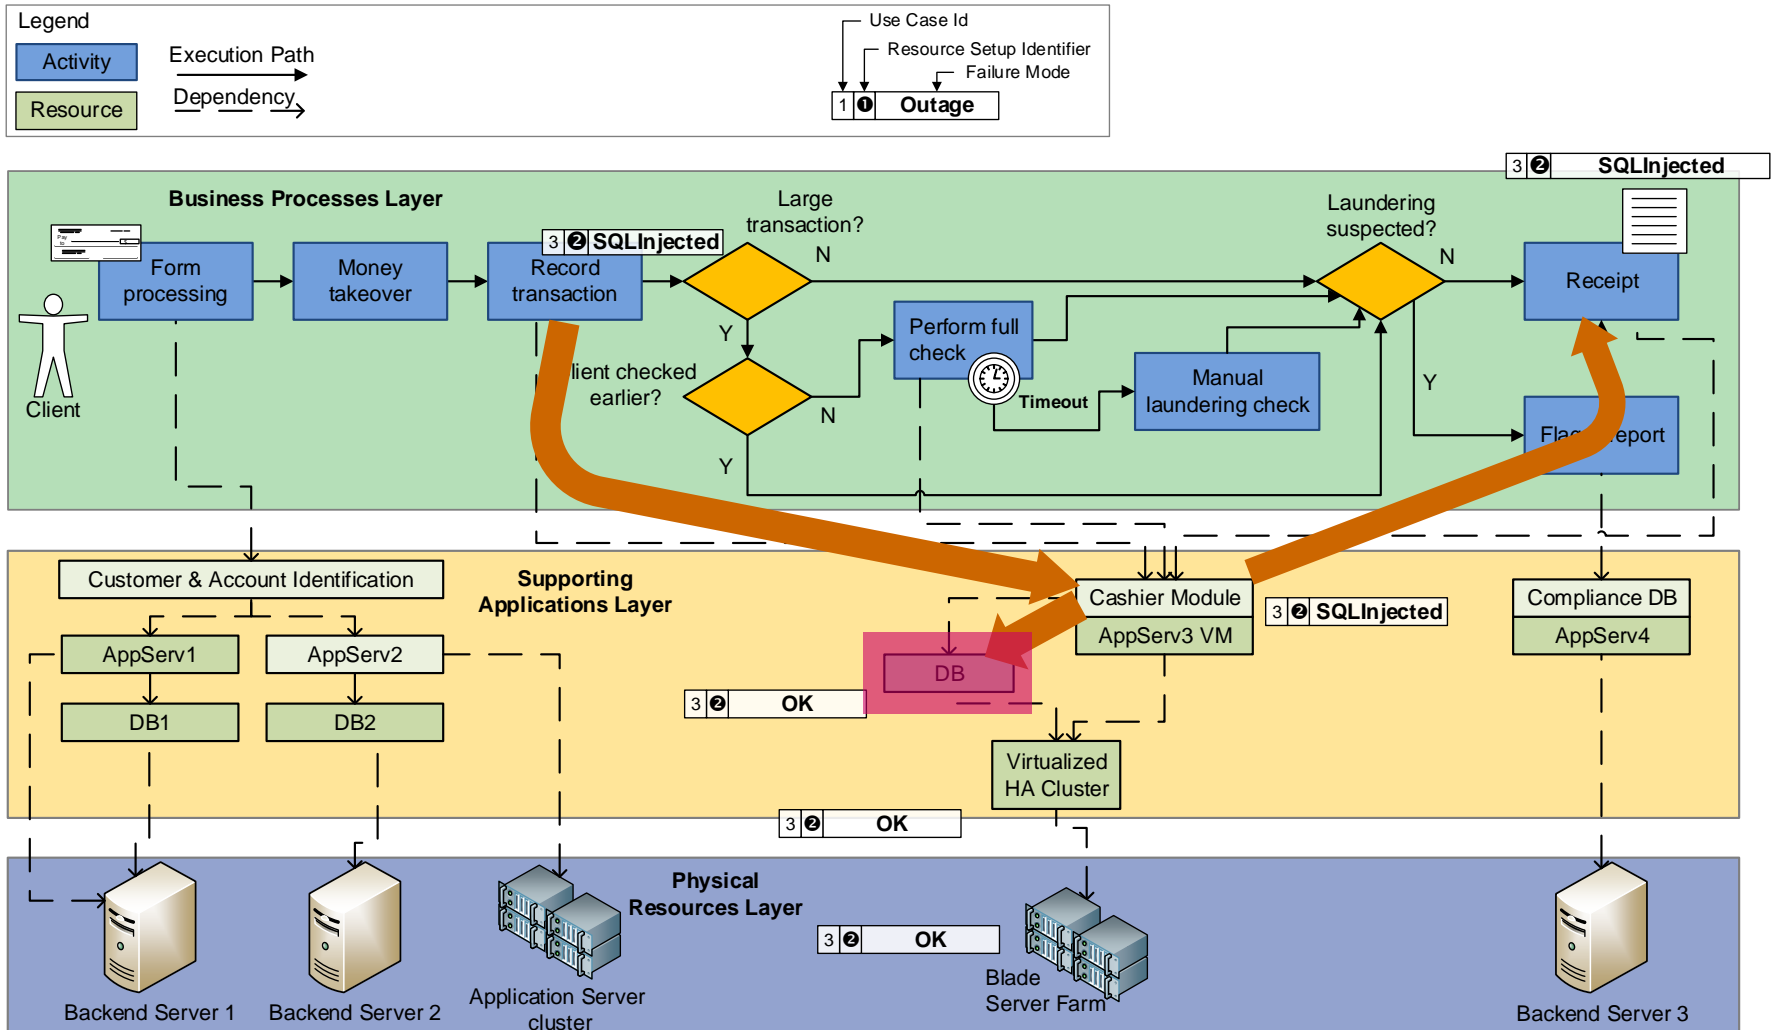 Legend
Activity
Execution Path
Resource
Dependency
Use Case Id
Resource Setup Identifier
Failure Mode
1 ❶ Outage
3 ❷ SQLInjected
Business Processes Layer
Large
transaction?
Laundering
suspected?
3 ❷ SQLInjected
Pay
to
Form
processing
Money
takeover
Record
transaction
N
N
Receipt
Y
Perform full
check
Client
lient checked
earlier?
N
Timeout
Manual
laundering check
Y
Y
Fla
report
Customer & Account Identification
Supporting
Applications Layer
Cashier Module
AppServ3 VM
3 ❷ SQLInjected
Compliance DB
AppServ4
AppServ1
AppServ2
DB
3 ❷ OK
DB1
DB2
Virtualized
HA Cluster
3 ❷ OK
Physical
Resources Layer
3 ❷ OK
Backend Server 1
Backend Server 2
Application Server
cluster
Blade
Server Farm
Backend Server 3